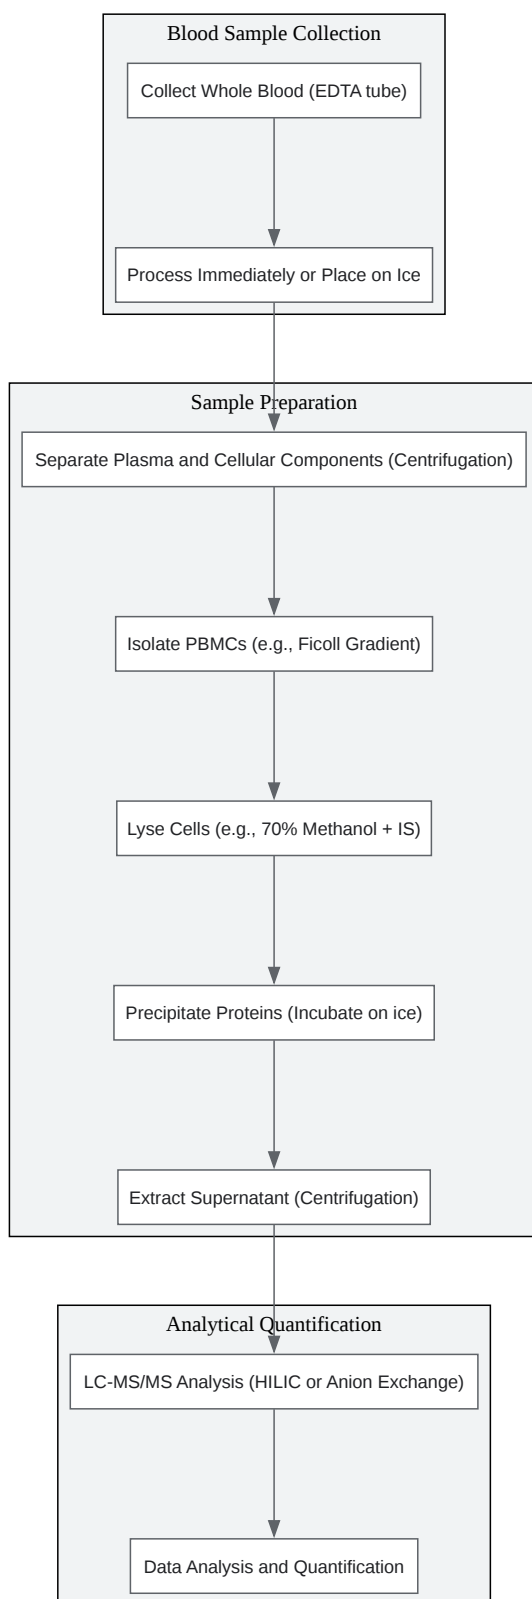 Blood Sample Collection
Collect Whole Blood (EDTA tube)
Process Immediately or Place on Ice
Sample Preparation
Separate Plasma and Cellular Components (Centrifugation)
Isolate PBMCs (e.g., Ficoll Gradient)
Lyse Cells (e.g., 70% Methanol + IS)
Precipitate Proteins (Incubate on ice)
Extract Supernatant (Centrifugation)
Analytical Quantification
LC-MS/MS Analysis (HILIC or Anion Exchange)
Data Analysis and Quantification